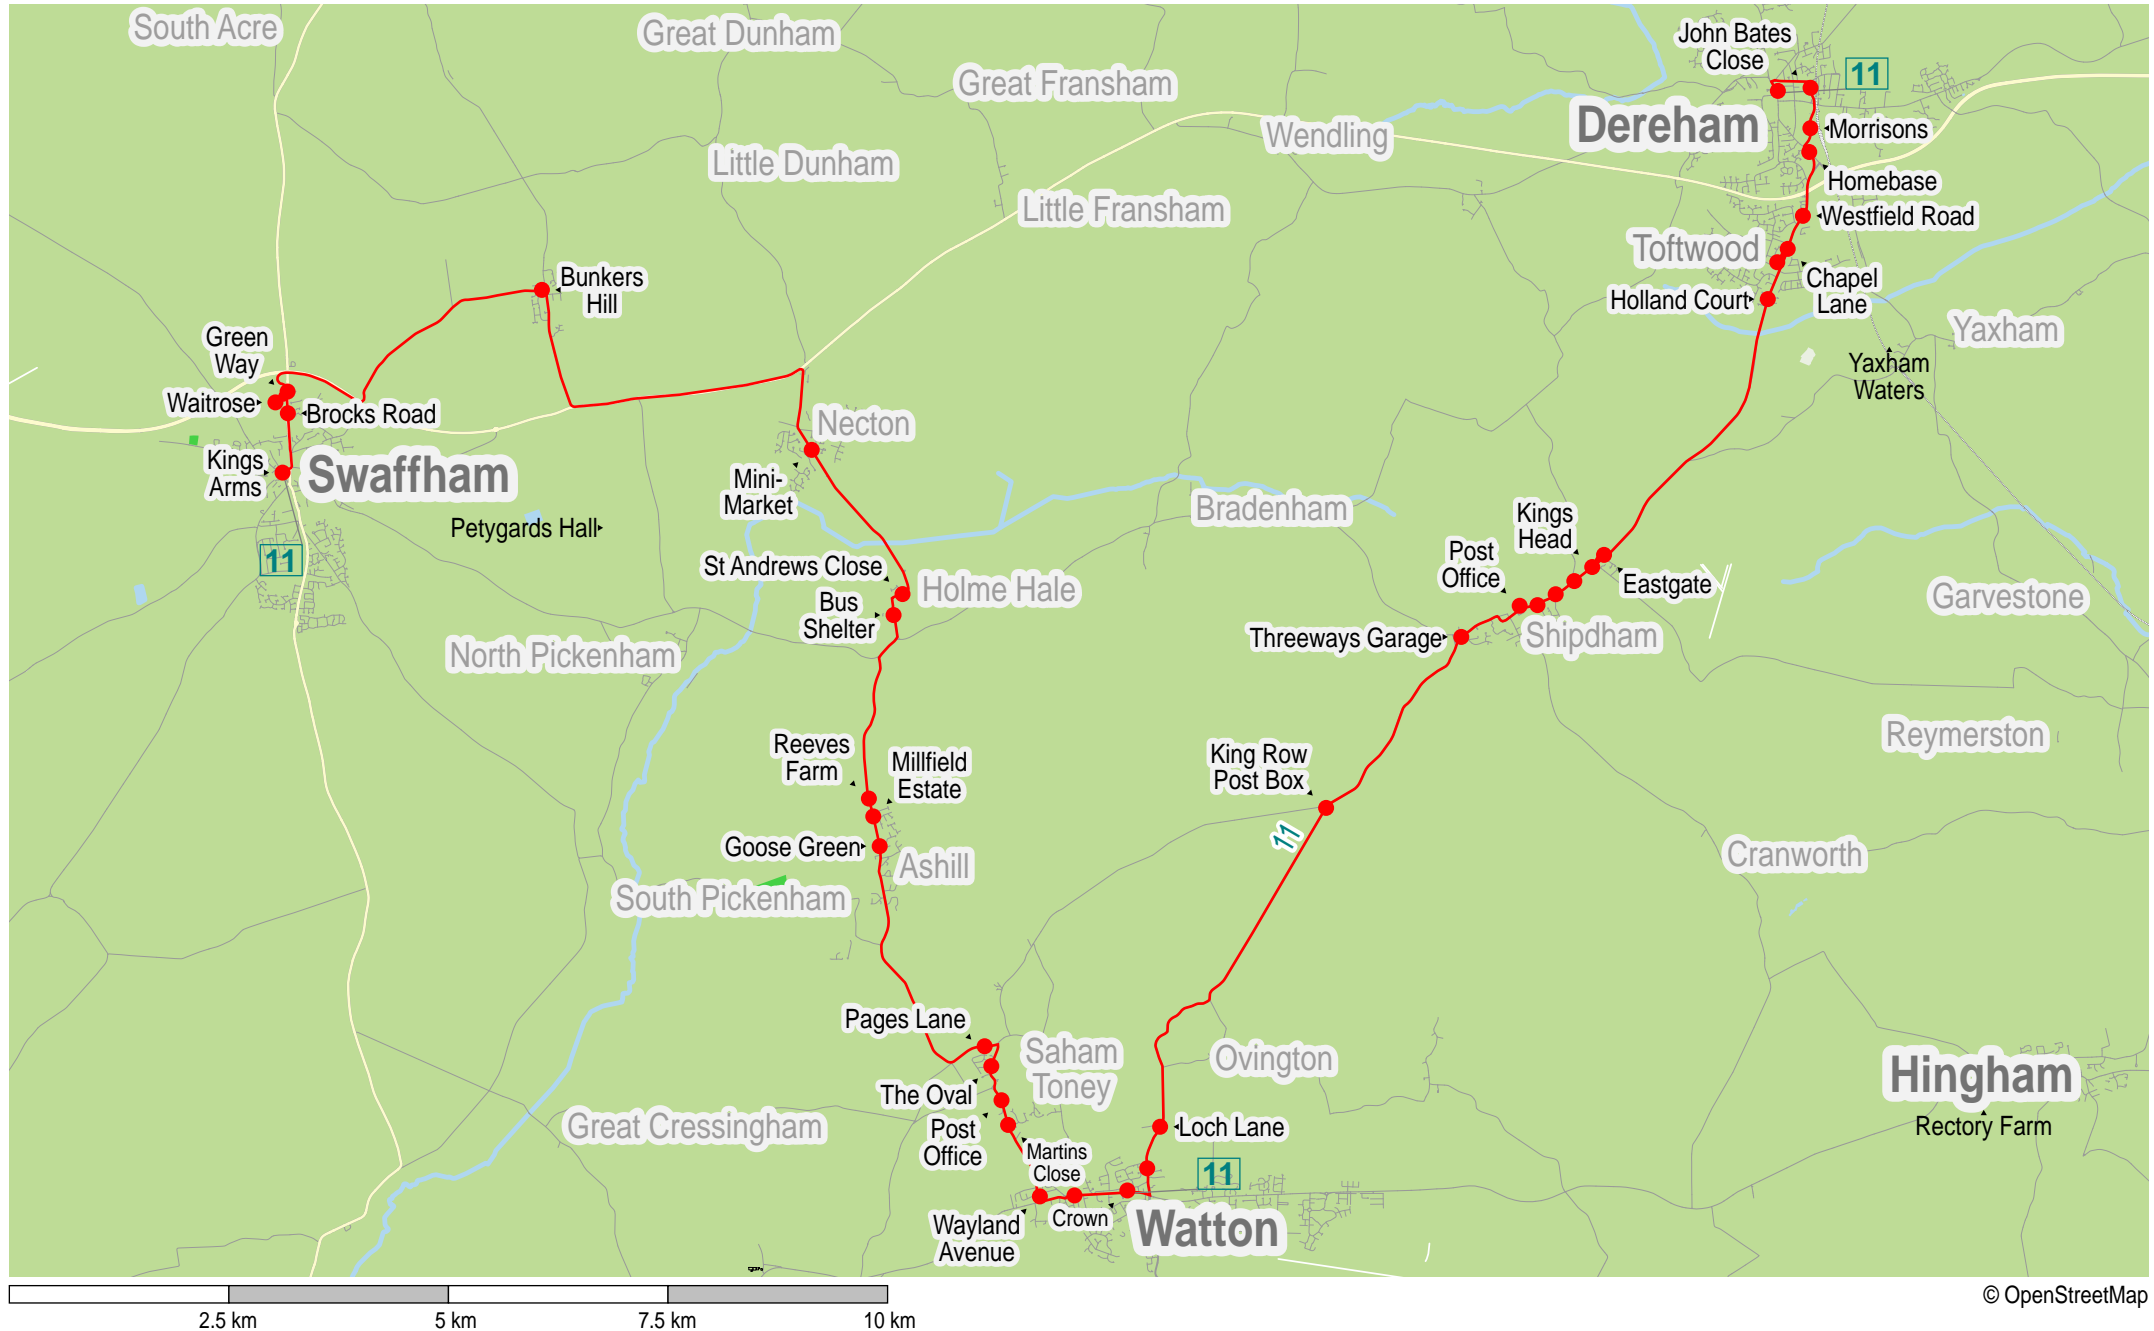 South Acre
Great Dunham
John Bates
Close
11
Great Fransham
Dereham
Morrisons
Wendling
Little Dunham
Homebase
Little Fransham
Westfield Road
Toftwood
Chapel
Lane
Bunkers
Hill
Holland Court
Yaxham
Green
Way
Yaxham
Waters
Waitrose
Brocks Road
Necton
Kings
Arms
Swaffham
Mini-
Market
Bradenham
Kings
Head
Petygards Hall
11
Post
Office
St Andrews Close
Holme Hale
Eastgate
Garvestone
Bus
Shelter
Threeways Garage
Shipdham
North Pickenham
Reymerston
Reeves
Farm
Millfield
Estate
King Row
Post Box
11
Goose Green
Ashill
Cranworth
South Pickenham
Pages Lane
Saham
Toney
Ovington
Hingham
The Oval
Great Cressingham
Post
Office
Loch Lane
Rectory Farm
Martins
Close
11
Wayland
Avenue
Crown
Watton
2.5 km
5 km
7.5 km
10 km
© OpenStreetMap